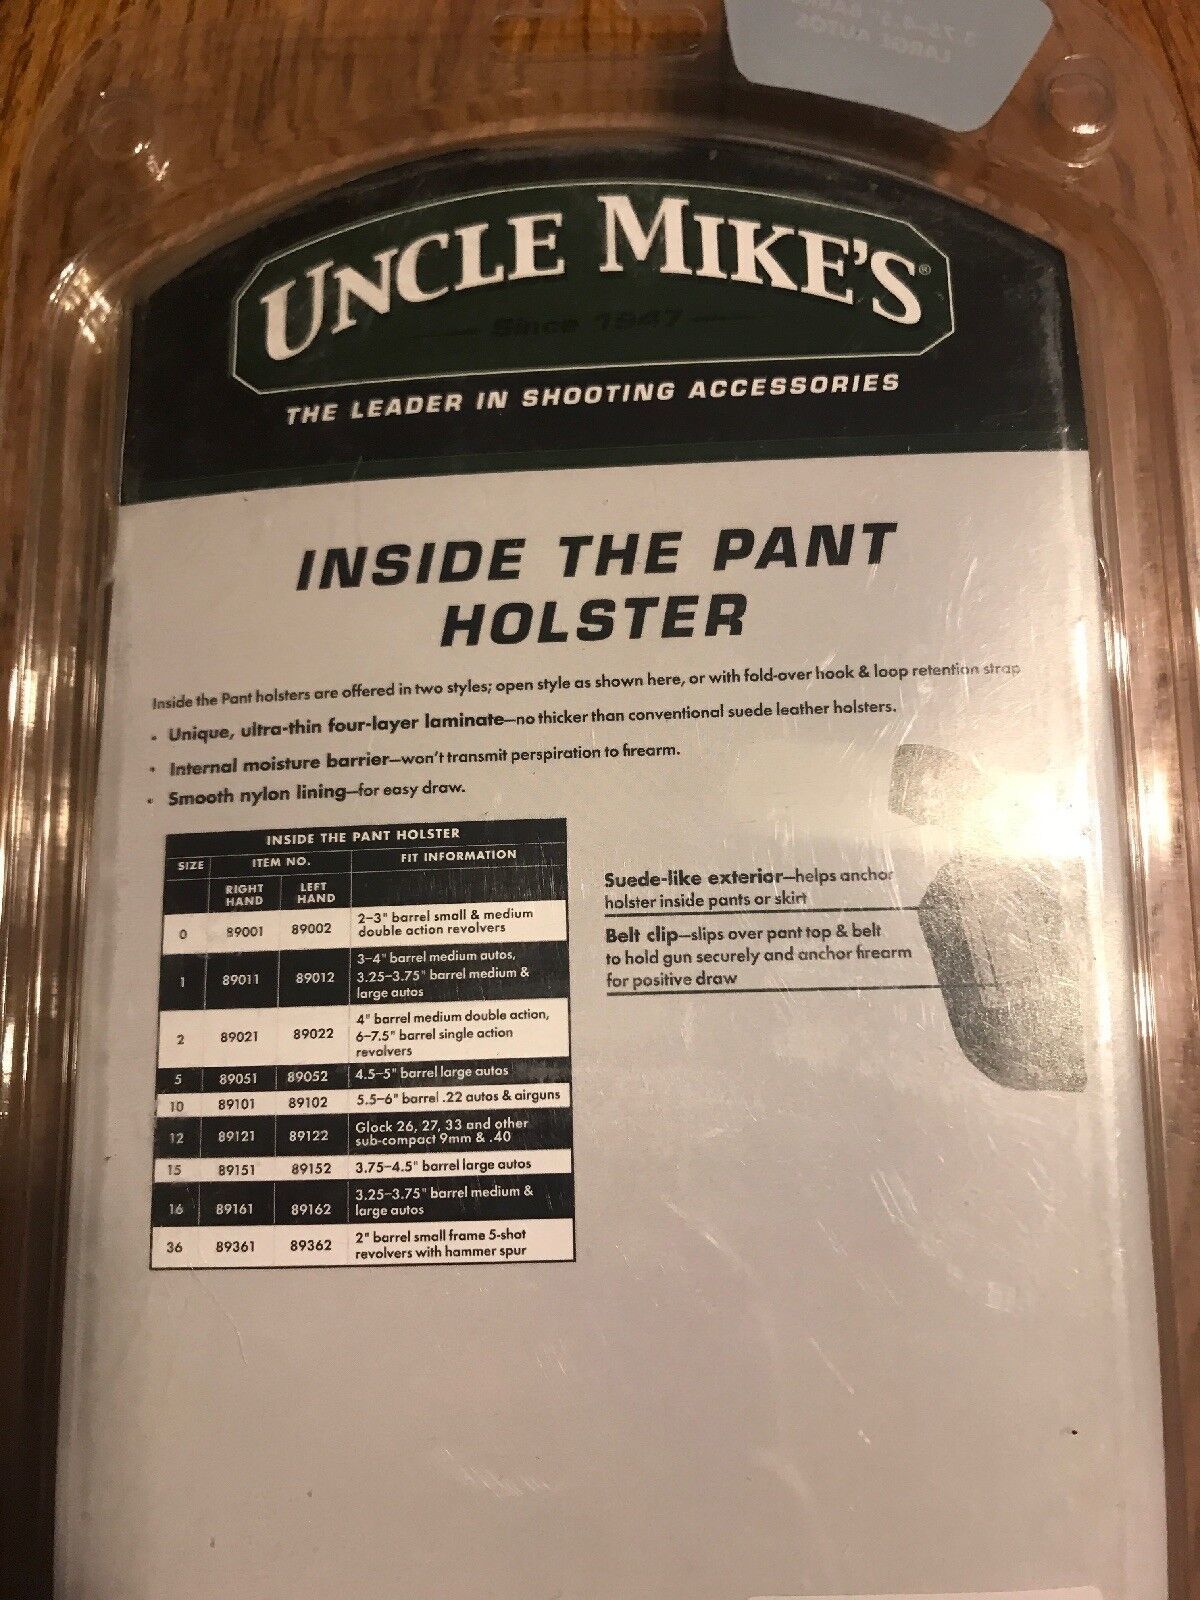 3.75-4.5" BARREL
LARGE AUTOS
UNCLE MIKE'S®
Since 1947
THE LEADER IN SHOOTING ACCESSORIES
INSIDE THE PANT
HOLSTER
Inside the Pant holsters are offered in two styles; open style as shown here, or with fold-over hook & loop retention strap
• Unique, ultra-thin four-layer laminate—no thicker than conventional suede leather holsters.
• Internal moisture barrier—won't transmit perspiration to firearm.
• Smooth nylon lining—for easy draw.
INSIDE THE PANT HOLSTER
SIZE ITEM NO. FIT INFORMATION
RIGHT LEFT
HAND HAND
0 89001 89002 2–3" barrel small & medium
double action revolvers
1 89011 89012 3–4" barrel medium autos,
3.25–3.75" barrel medium &
large autos
2 89021 89022 4" barrel medium double action,
6–7.5" barrel single action
revolvers
5 89051 89052 4.5–5" barrel large autos
10 89101 89102 5.5–6" barrel .22 autos & airguns
12 89121 89122 Glock 26, 27, 33 and other
sub-compact 9mm & .40
15 89151 89152 3.75–4.5" barrel large autos
16 89161 89162 3.25–3.75" barrel medium &
large autos
36 89361 89362 2" barrel small frame 5-shot
revolvers with hammer spur
Suede-like exterior—helps anchor
holster inside pants or skirt
Belt clip—slips over pant top & belt
to hold gun securely and anchor firearm
for positive draw